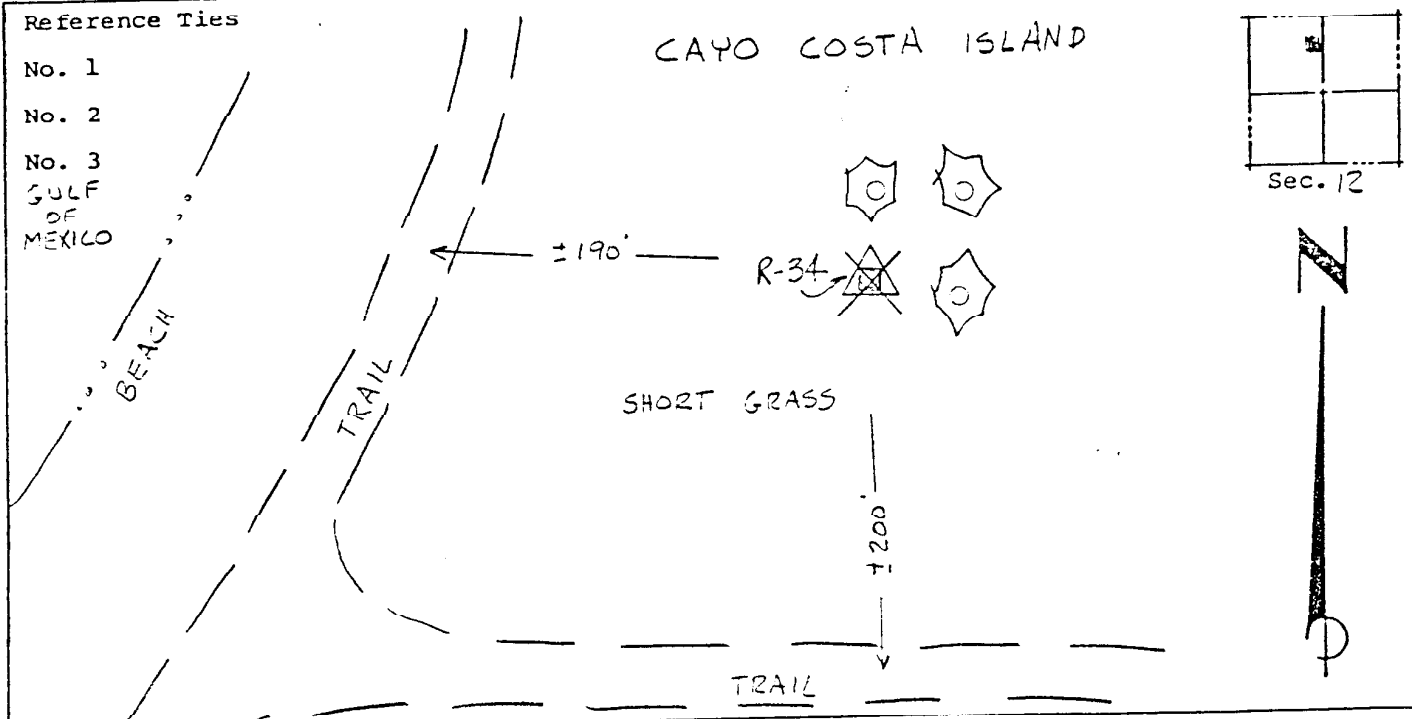 Reference Ties
No. 1
No. 2
No. 3
GULF
OF
MEXICO
CAYO COSTA ISLAND
Sec. 12
N
±190'
R-34
BEACH
TRAIL
SHORT GRASS
±200'
TRAIL